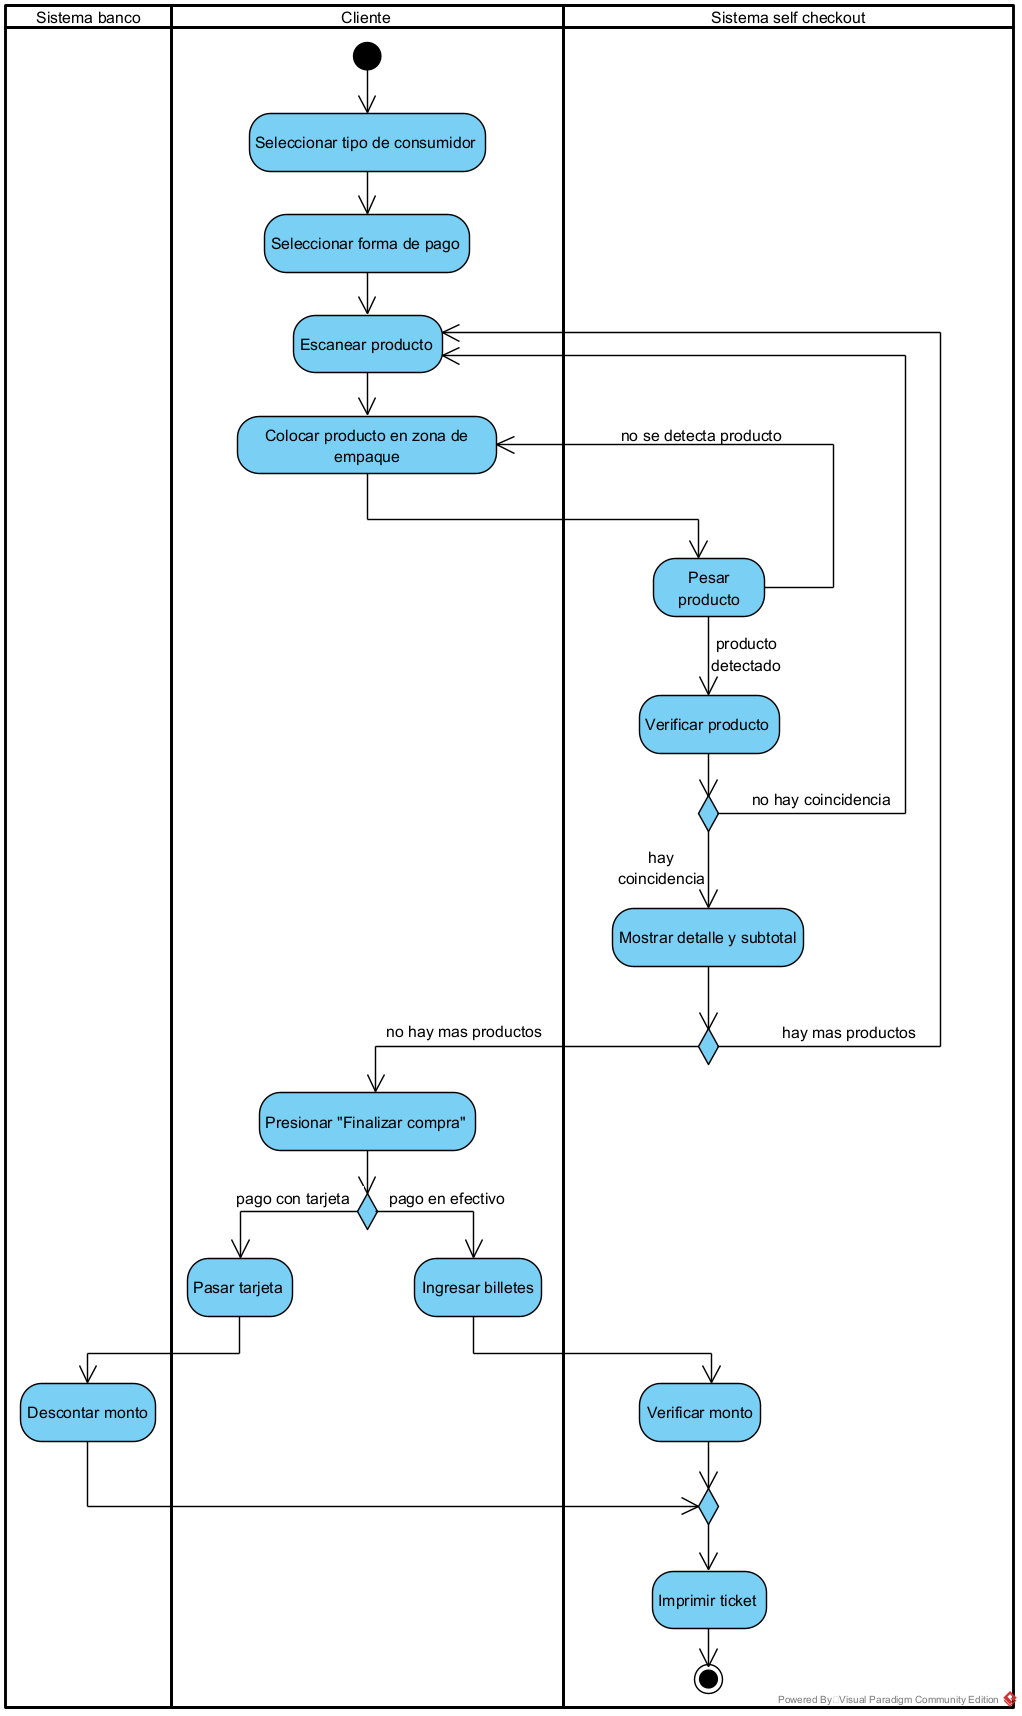 Sistema banco
Cliente
Sistema self checkout
Seleccionar tipo de consumidor
Seleccionar forma de pago
Escanear producto
Colocar producto en zona de
empaque
no se detecta producto
Pesar
producto
producto
detectado
Verificar producto
no hay coincidencia
hay
coincidencia
Mostrar detalle y subtotal
no hay mas productos
hay mas productos
Presionar "Finalizar compra"
pago con tarjeta
pago en efectivo
Pasar tarjeta
Ingresar billetes
Descontar monto
Verificar monto
Imprimir ticket
Powered By Visual Paradigm Community Edition